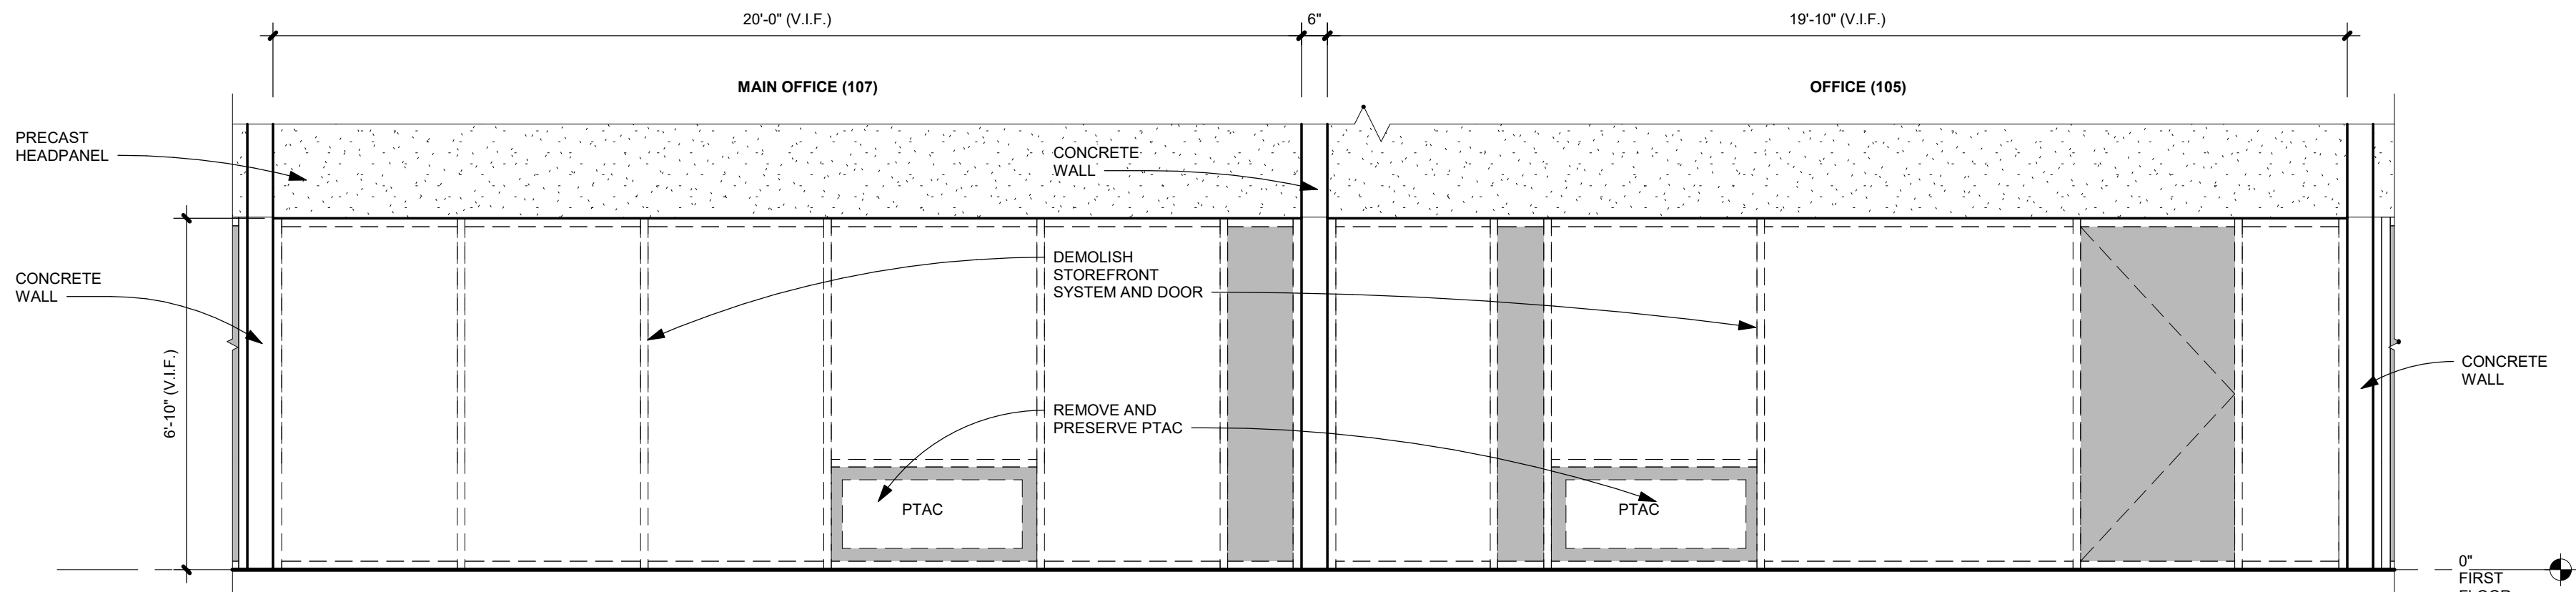 20'-0" (V.I.F.)
6"
19'-10" (V.I.F.)
MAIN OFFICE (107)
OFFICE (105)
PRECAST
HEADPANEL
CONCRETE
WALL
CONCRETE
WALL
DEMOLISH
STOREFRONT
SYSTEM AND DOOR
6'-10" (V.I.F.)
REMOVE AND
PRESERVE PTAC
CONCRETE
WALL
PTAC
PTAC
0"
FIRST
FLOOR